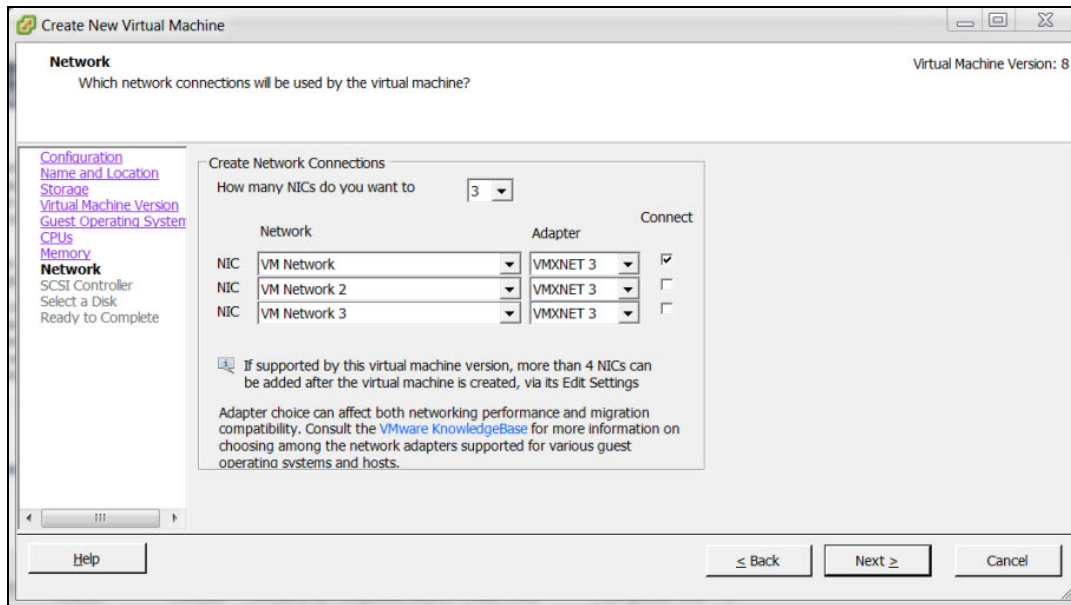 Create New Virtual Machine
Network
Which network connections will be used by the virtual machine?
Virtual Machine Version: 8
Configuration
Name and Location
Storage
Virtual Machine Version
Guest Operating System
CPUs
Memory
Network
SCSI Controller
Select a Disk
Ready to Complete
Create Network Connections
How many NICs do you want to
3
Network
Adapter
Connect
NIC VM Network VMXNET 3
NIC VM Network 2 VMXNET 3
NIC VM Network 3 VMXNET 3
If supported by this virtual machine version, more than 4 NICs can
be added after the virtual machine is created, via its Edit Settings
Adapter choice can affect both networking performance and migration
compatibility. Consult the VMware KnowledgeBase for more information on
choosing among the network adapters supported for various guest
operating systems and hosts.
Help
< Back
Next >
Cancel